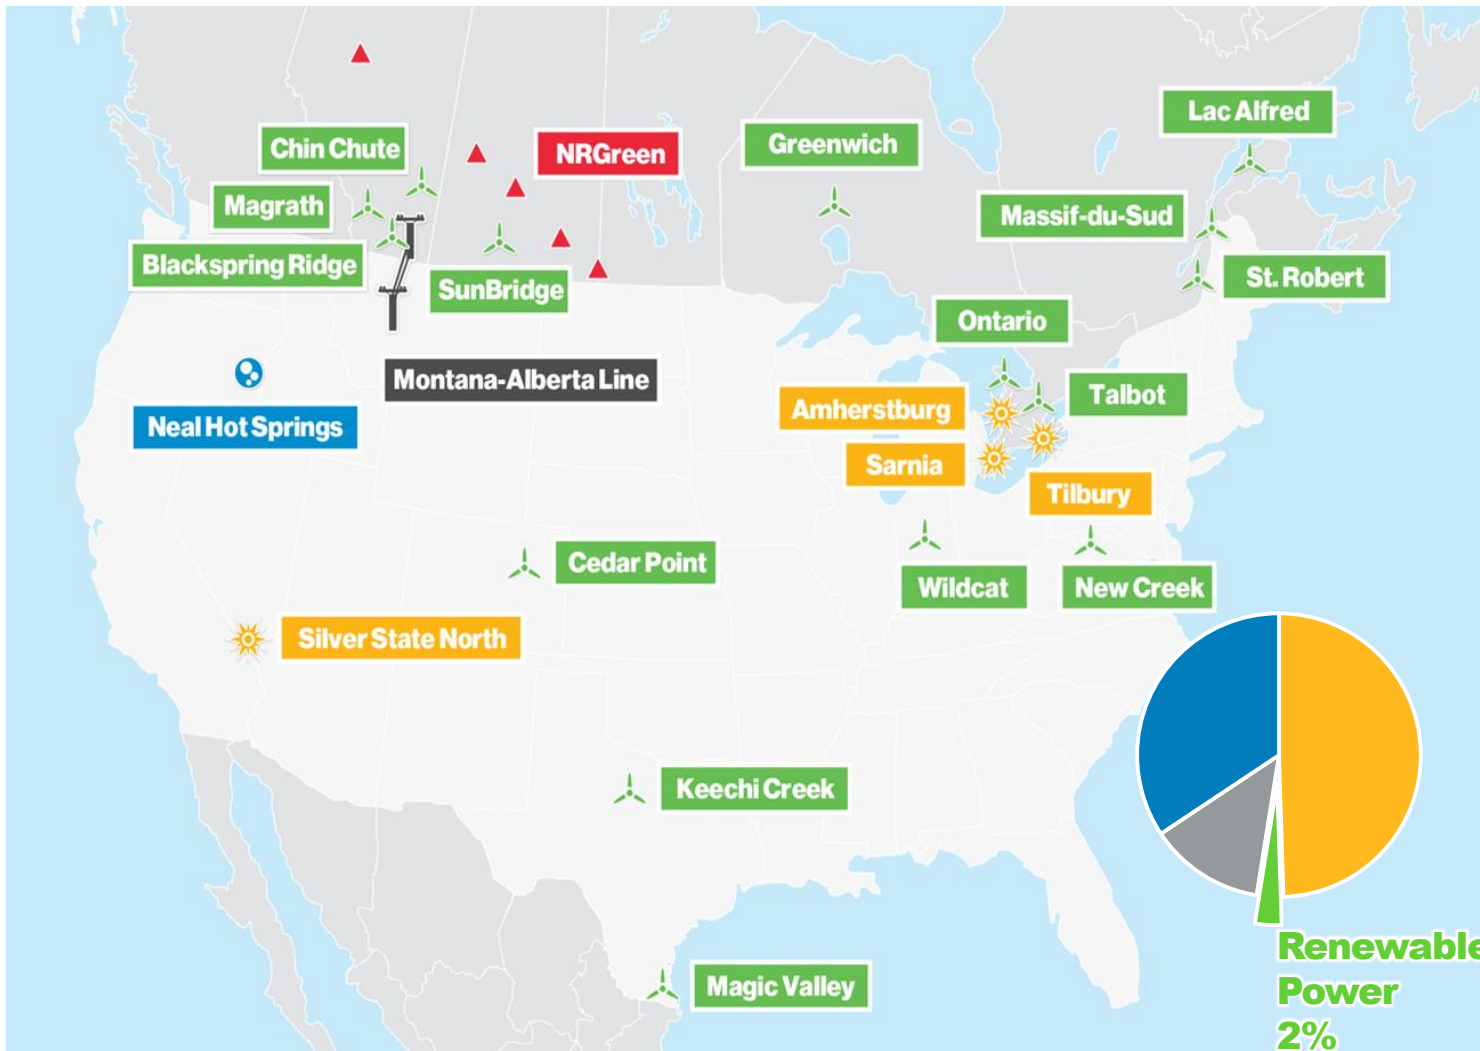 Lac Alfred
Chin Chute
NRGreen
Greenwich
Magrath
Massif-du-Sud
Blackspring Ridge
SunBridge
St. Robert
Ontario
Montana-Alberta Line
Talbot
Amherstburg
Neal Hot Springs
Sarnia
Tilbury
Cedar Point
Wildcat
New Creek
Silver State North
Keechi Creek
Magic Valley
Renewable
Power
2%